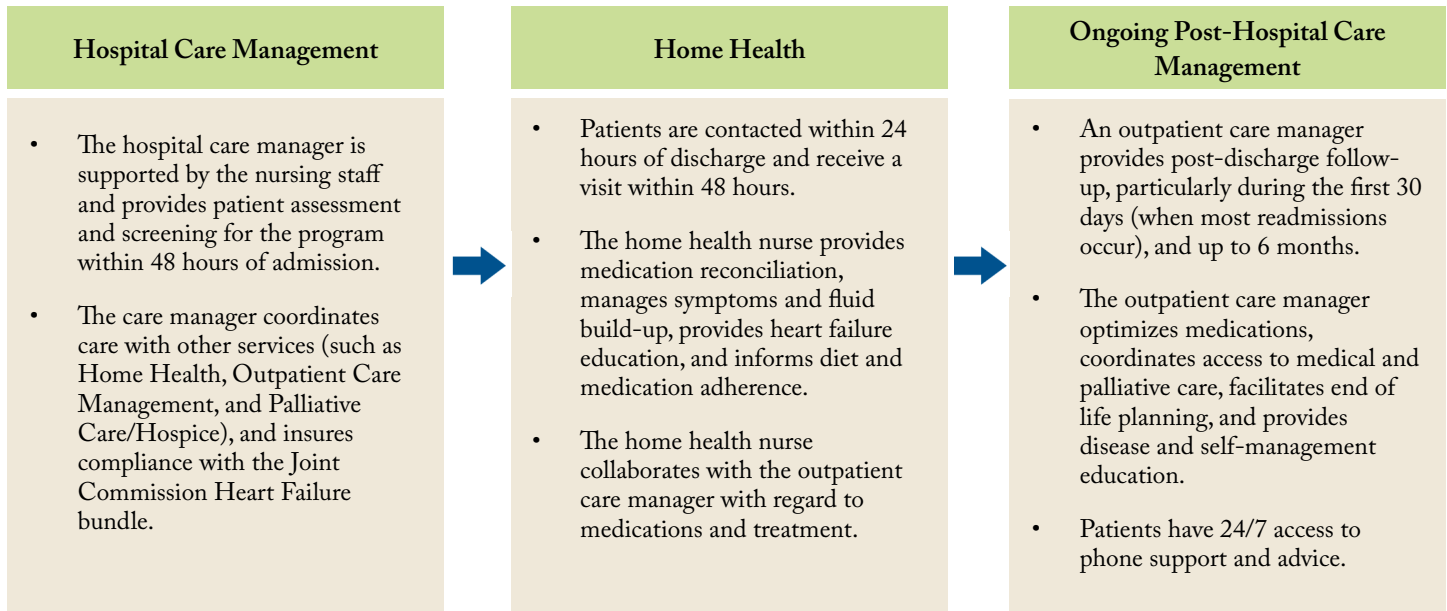 Hospital Care Management
• The hospital care manager is
supported by the nursing staff
and provides patient assessment
and screening for the program
within 48 hours of admission.
• The care manager coordinates
care with other services (such as
Home Health, Outpatient Care
Management, and Palliative
Care/Hospice), and insures
compliance with the Joint
Commission Heart Failure
bundle.
Home Health
• Patients are contacted within 24
hours of discharge and receive a
visit within 48 hours.
• The home health nurse provides
medication reconciliation,
manages symptoms and fluid
build-up, provides heart failure
education, and informs diet and
medication adherence.
• The home health nurse
collaborates with the outpatient
care manager with regard to
medications and treatment.
Ongoing Post-Hospital Care
Management
• An outpatient care manager
provides post-discharge follow-
up, particularly during the first 30
days (when most readmissions
occur), and up to 6 months.
• The outpatient care manager
optimizes medications,
coordinates access to medical and
palliative care, facilitates end of
life planning, and provides
disease and self-management
education.
• Patients have 24/7 access to
phone support and advice.